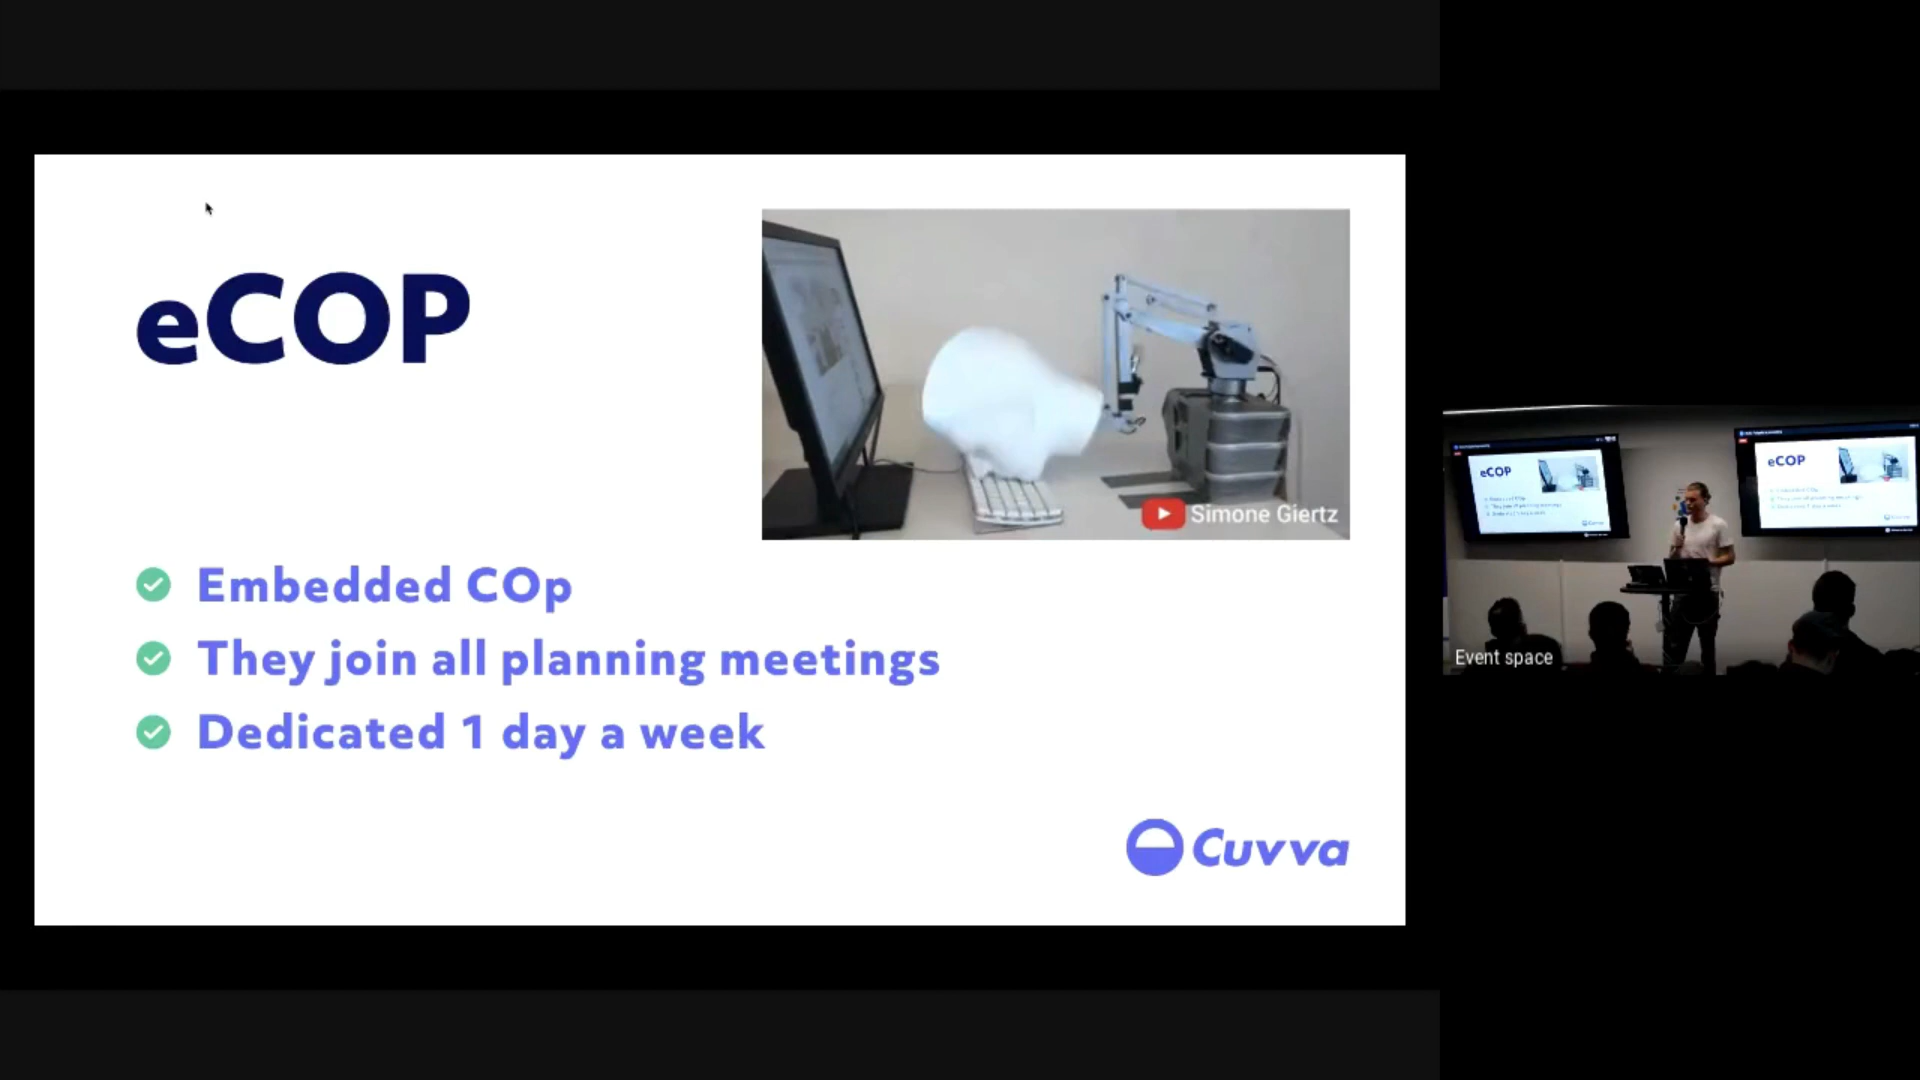 eCOP
Simone Giertz
Embedded COp
They join all planning meetings
Dedicated 1 day a week
Cuvva
eCOP
eCOP
Event space